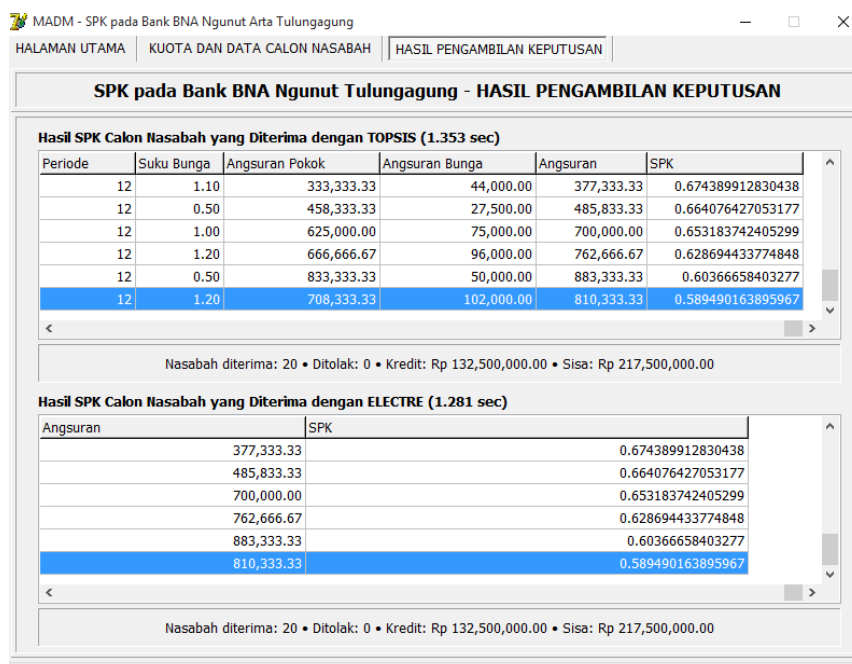 MADM - SPK pada Bank BNA Ngunut Arta Tulungagung
HALAMAN UTAMA KUOTA DAN DATA CALON NASABAH HASIL PENGAMBILAN KEPUTUSAN
SPK pada Bank BNA Ngunut Tulungagung - HASIL PENGAMBILAN KEPUTUSAN
Hasil SPK Calon Nasabah yang Diterima dengan TOPSIS (1.353 sec)
Periode Suku Bunga Angsuran Pokok Angsuran Bunga Angsuran SPK
12 1.10 333,333.33 44,000.00 377,333.33 0.674389912830438
12 0.50 458,333.33 27,500.00 485,833.33 0.664076427053177
12 1.00 625,000.00 75,000.00 700,000.00 0.653183742405299
12 1.20 666,666.67 96,000.00 762,666.67 0.628694433774848
12 0.50 833,333.33 50,000.00 883,333.33 0.60366658403277
12 1.20 708,333.33 102,000.00 810,333.33 0.589490163895967
Nasabah diterima: 20 • Ditolak: 0 • Kredit: Rp 132,500,000.00 • Sisa: Rp 217,500,000.00
Hasil SPK Calon Nasabah yang Diterima dengan ELECTRE (1.281 sec)
Angsuran SPK
377,333.33 0.674389912830438
485,833.33 0.664076427053177
700,000.00 0.653183742405299
762,666.67 0.628694433774848
883,333.33 0.60366658403277
810,333.33 0.589490163895967
Nasabah diterima: 20 • Ditolak: 0 • Kredit: Rp 132,500,000.00 • Sisa: Rp 217,500,000.00